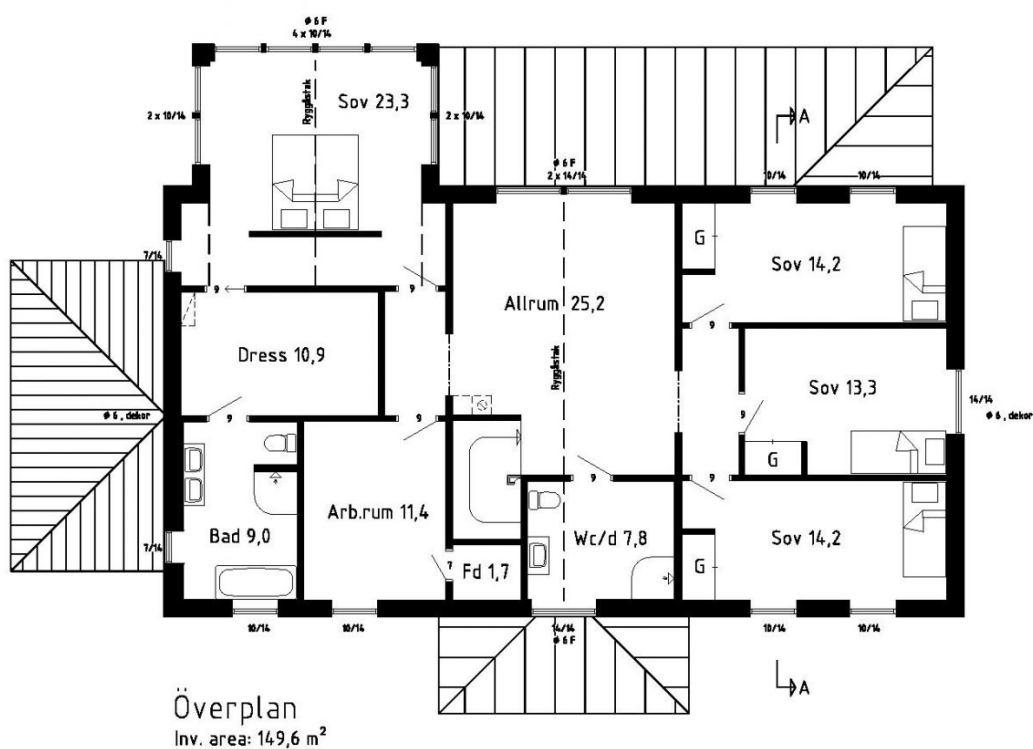 ø 6 F
4 x 10/14
Sov 23,3
Ryggåstak
2 x 10/14
2 x 10/14
A
ø 6 F
2 x 14/14
10/14
10/14
7/14
G
Sov 14,2
9
9
9
Allrum 25,2
Dress 10,9
Ryggåstak
Sov 13,3
14/14
ø 6 , dekor
ø 6 , dekor
9
9
9
G
9
9
Arb.rum 11,4
Bad 9,0
7/14
Wc/d 7,8
Sov 14,2
Fd 1,7
7
G
10/14
10/14
14/14
ø 6 F
10/14
10/14
A
Överplan
Inv. area: 149,6 m²